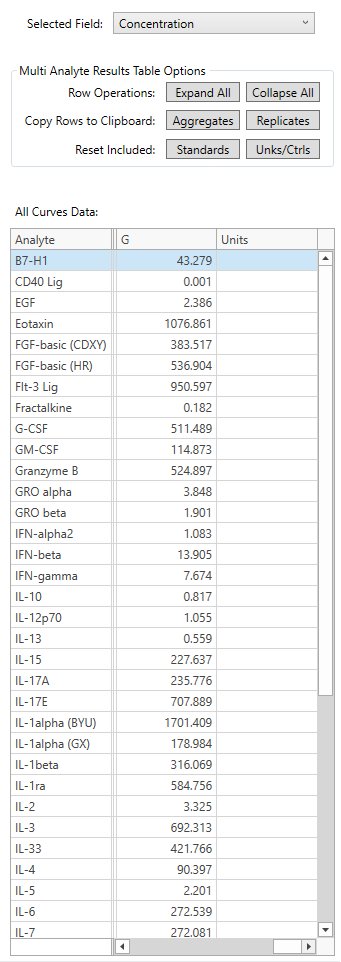 Selected Field: Concentration
Multi Analyte Results Table Options
Row Operations: Expand All Collapse All
Copy Rows to Clipboard: Aggregates Replicates
Reset Included: Standards Unks/Ctrls
All Curves Data:
Analyte G Units
B7-H1 43.279
CD40 Lig 0.001
EGF 2.386
Eotaxin 1076.861
FGF-basic (CDXY) 383.517
FGF-basic (HR) 536.904
Flt-3 Lig 950.597
Fractalkine 0.182
G-CSF 511.489
GM-CSF 114.873
Granzyme B 524.897
GRO alpha 3.848
GRO beta 1.901
IFN-alpha2 1.083
IFN-beta 13.905
IFN-gamma 7.674
IL-10 0.817
IL-12p70 1.055
IL-13 0.559
IL-15 227.637
IL-17A 235.776
IL-17E 707.889
IL-1alpha (BYU) 1701.409
IL-1alpha (GX) 178.984
IL-1beta 316.069
IL-1ra 584.756
IL-2 3.325
IL-3 692.313
IL-33 421.766
IL-4 90.397
IL-5 2.201
IL-6 272.539
IL-7 272.081